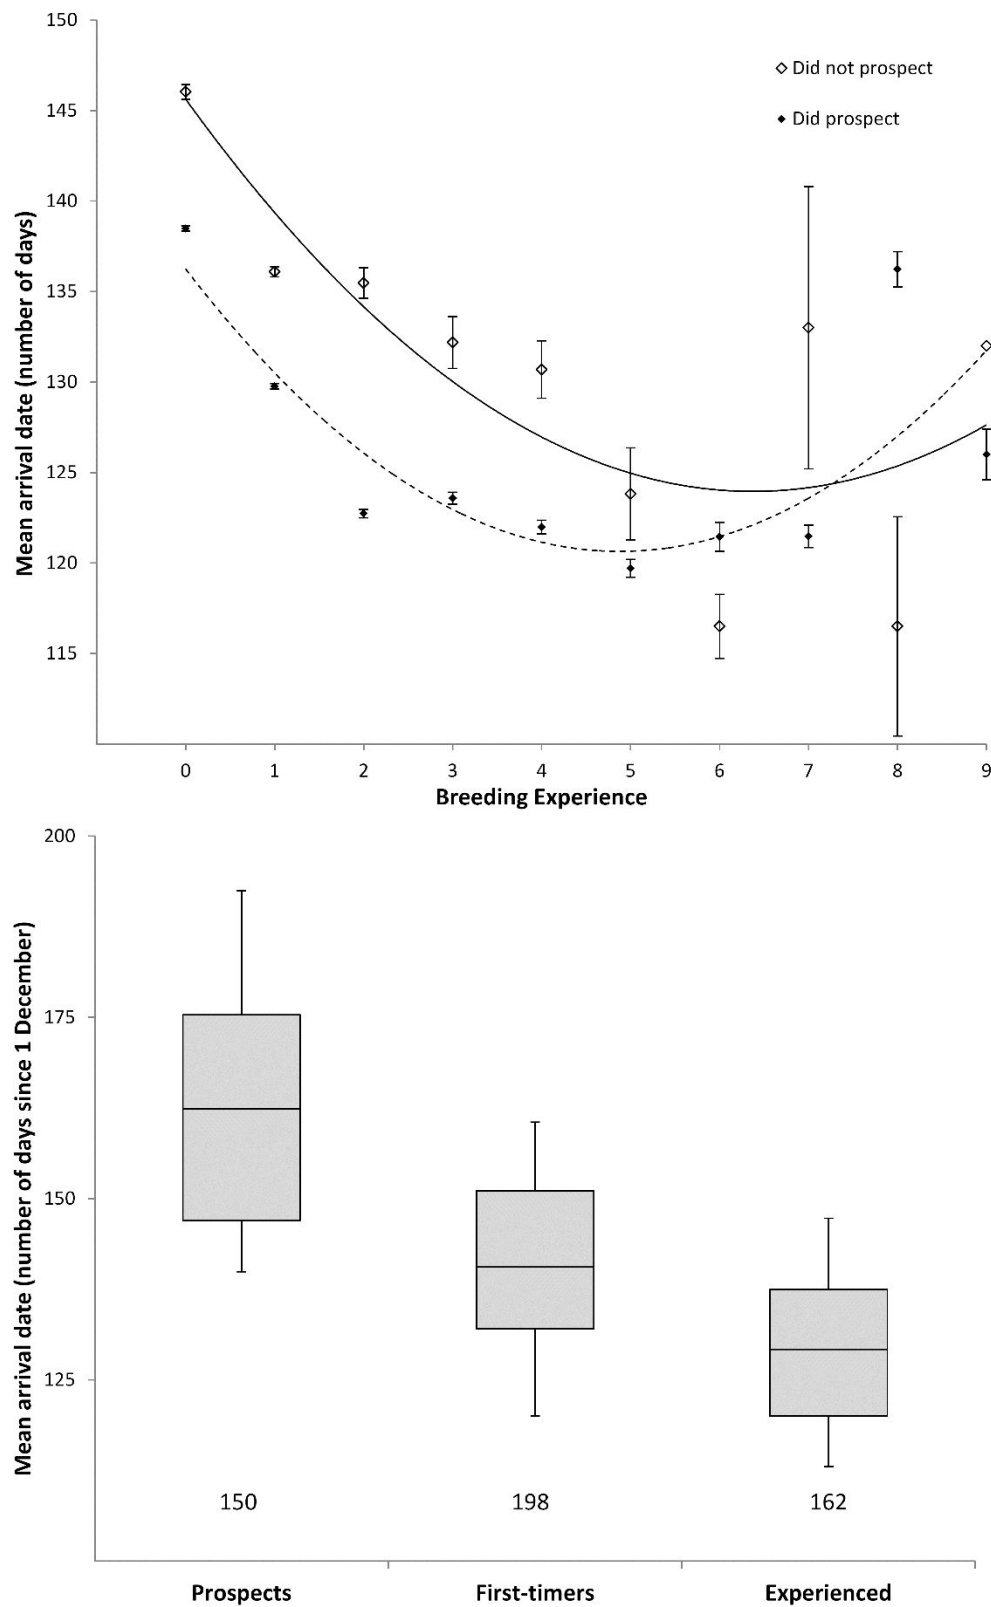 150
145
140
135
130
125
120
115
Mean arrival date (number of days)
Did not prospect
Did prospect
0 1 2 3 4 5 6 7 8 9
Breeding Experience
200
175
150
125
Mean arrival date (number of days since 1 December)
150 198 162
Prospects First-timers Experienced